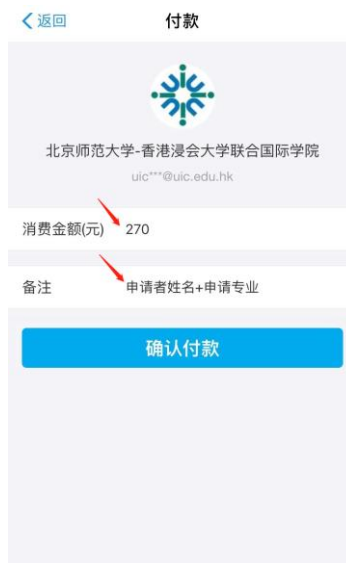 返回
付款
北京师范大学-香港浸会大学联合国际学院
uic***@uic.edu.hk
消费金额(元) 270
备注 申请者姓名+申请专业
确认付款